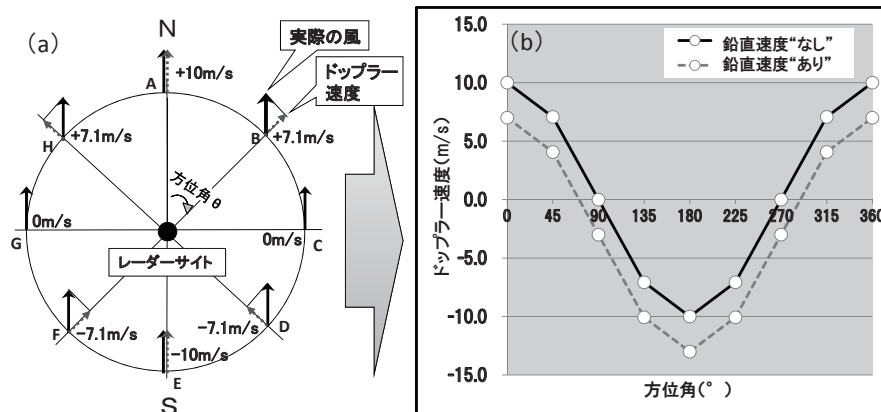 (a)
N
実際の風
ドップラー
速度
+10m/s
A
H
+7.1m/s
B
+7.1m/s
方位角θ
0m/s
G
0m/s
C
レーダーサイト
F
-7.1m/s
-7.1m/s
D
-10m/s
E
S
(b)
鉛直速度“なし”
鉛直速度“あり”
ドップラー速度(m/s)
15.0
10.0
5.0
0.0
-5.0
-10.0
-15.0
0 45 90 135 180 225 270 315 360
方位角(°)